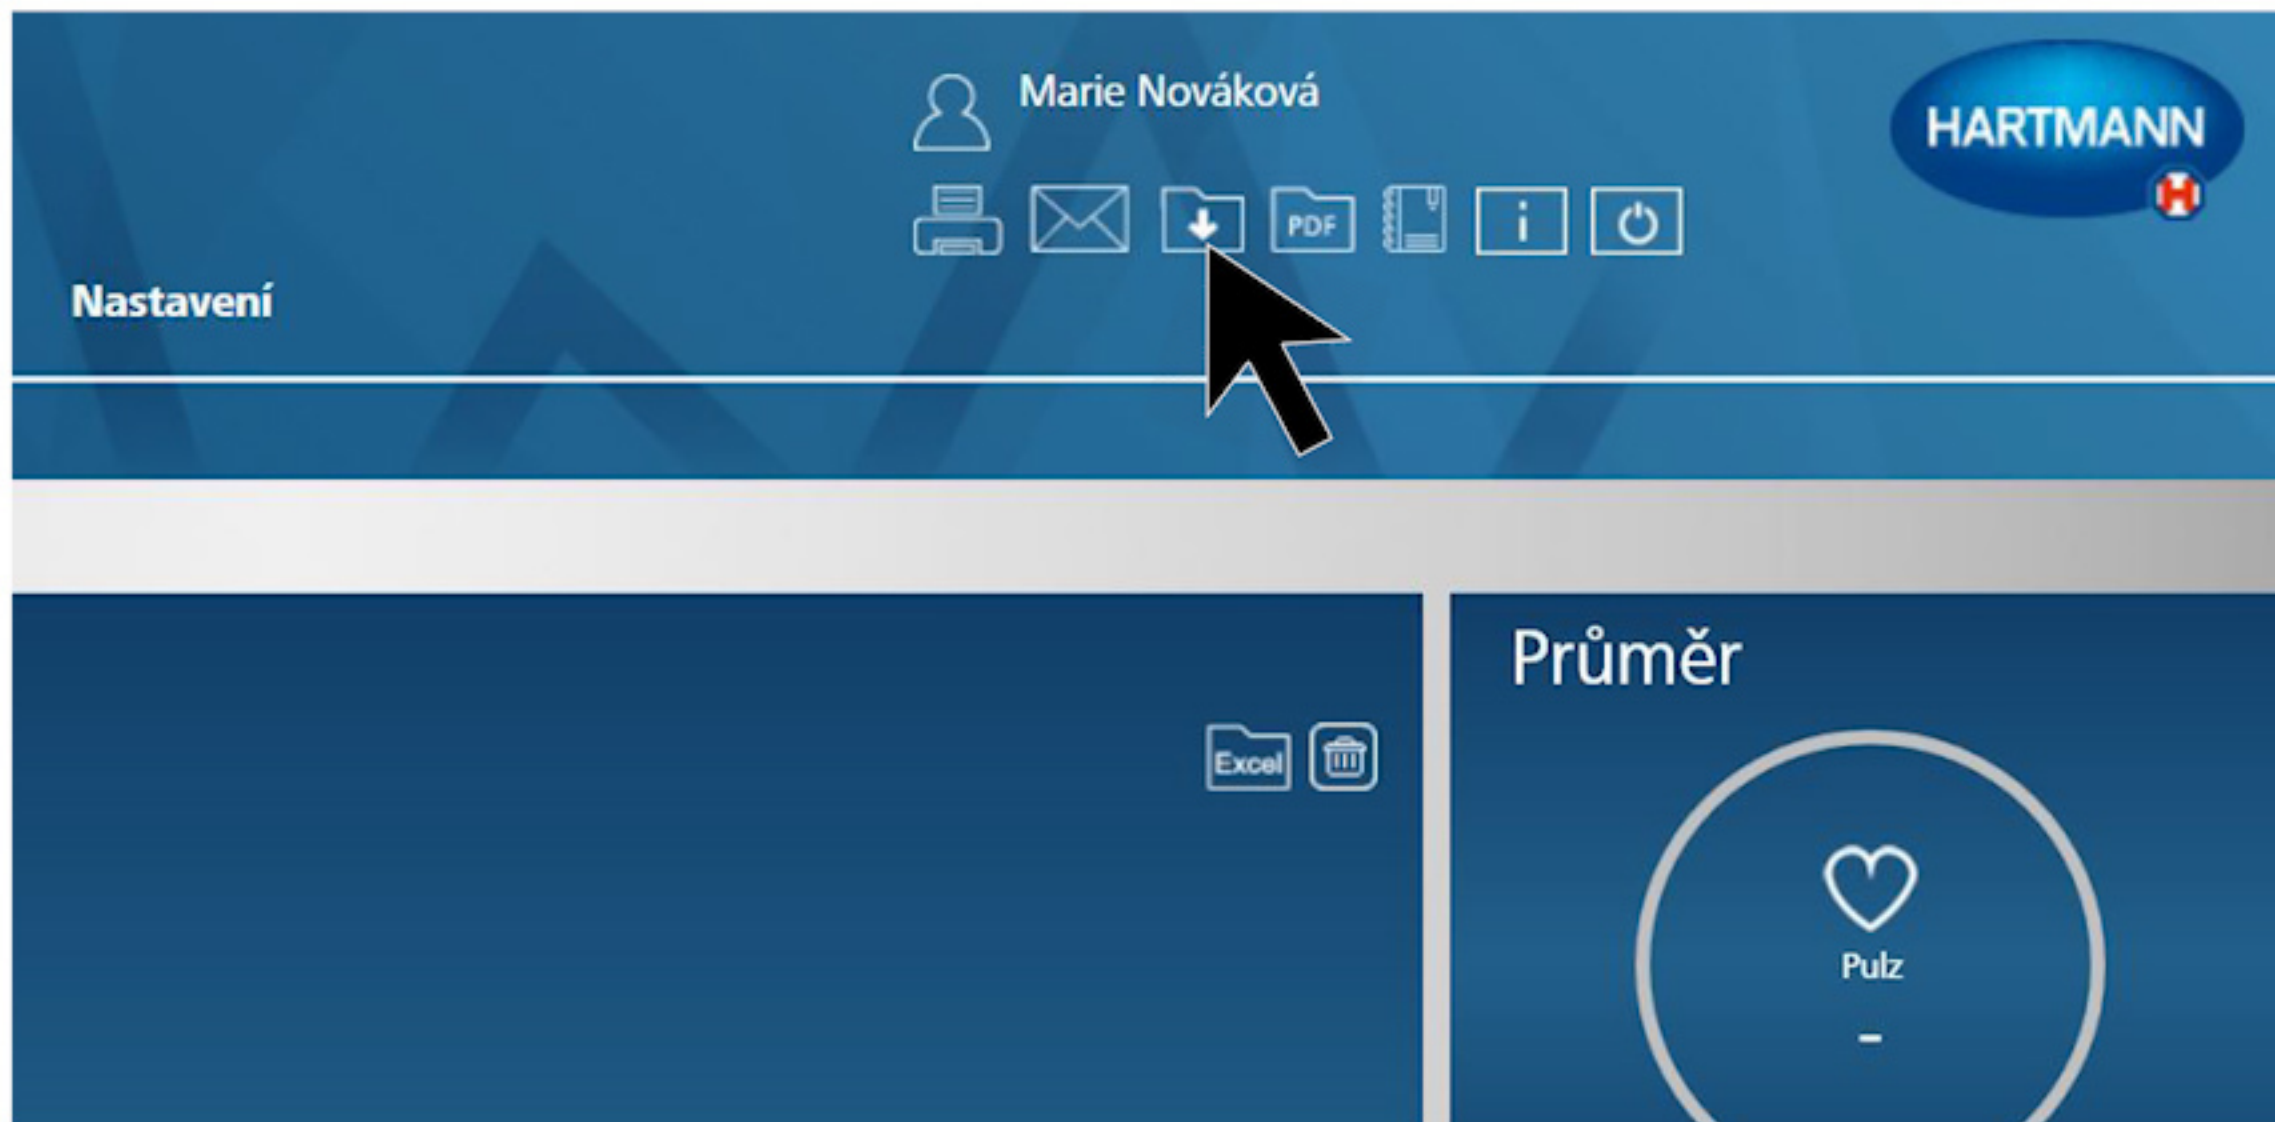 Marie Nováková
HARTMANN
H
PDF
i
Nastavení
Průměr
Excel
Pulz
-